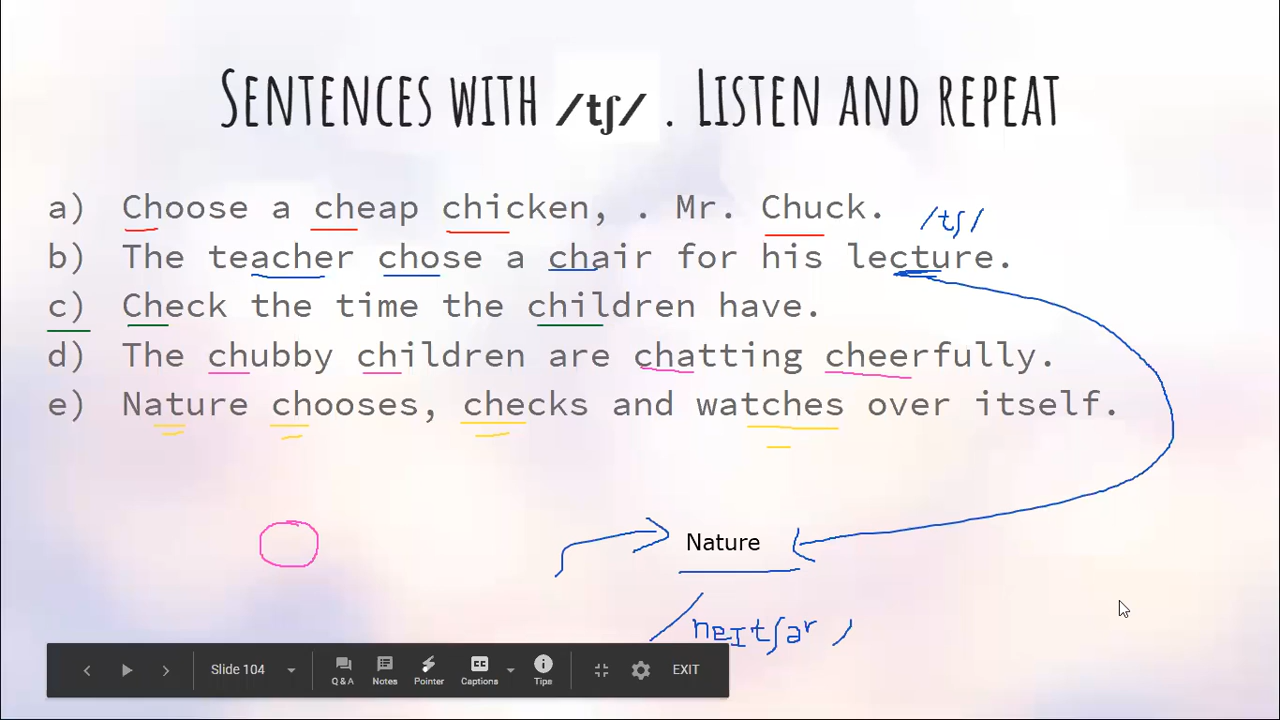 Sentences with /tʃ/ . Listen and repeat
a) Choose a cheap chicken, . Mr. Chuck.
/tʃ/
b) The teacher chose a chair for his lecture.
c) Check the time the children have.
d) The chubby children are chatting cheerfully.
e) Nature chooses, checks and watches over itself.
Nature
/neɪtʃər/
Slide 104
Q & A Notes Pointer Captions Tips EXIT
CC